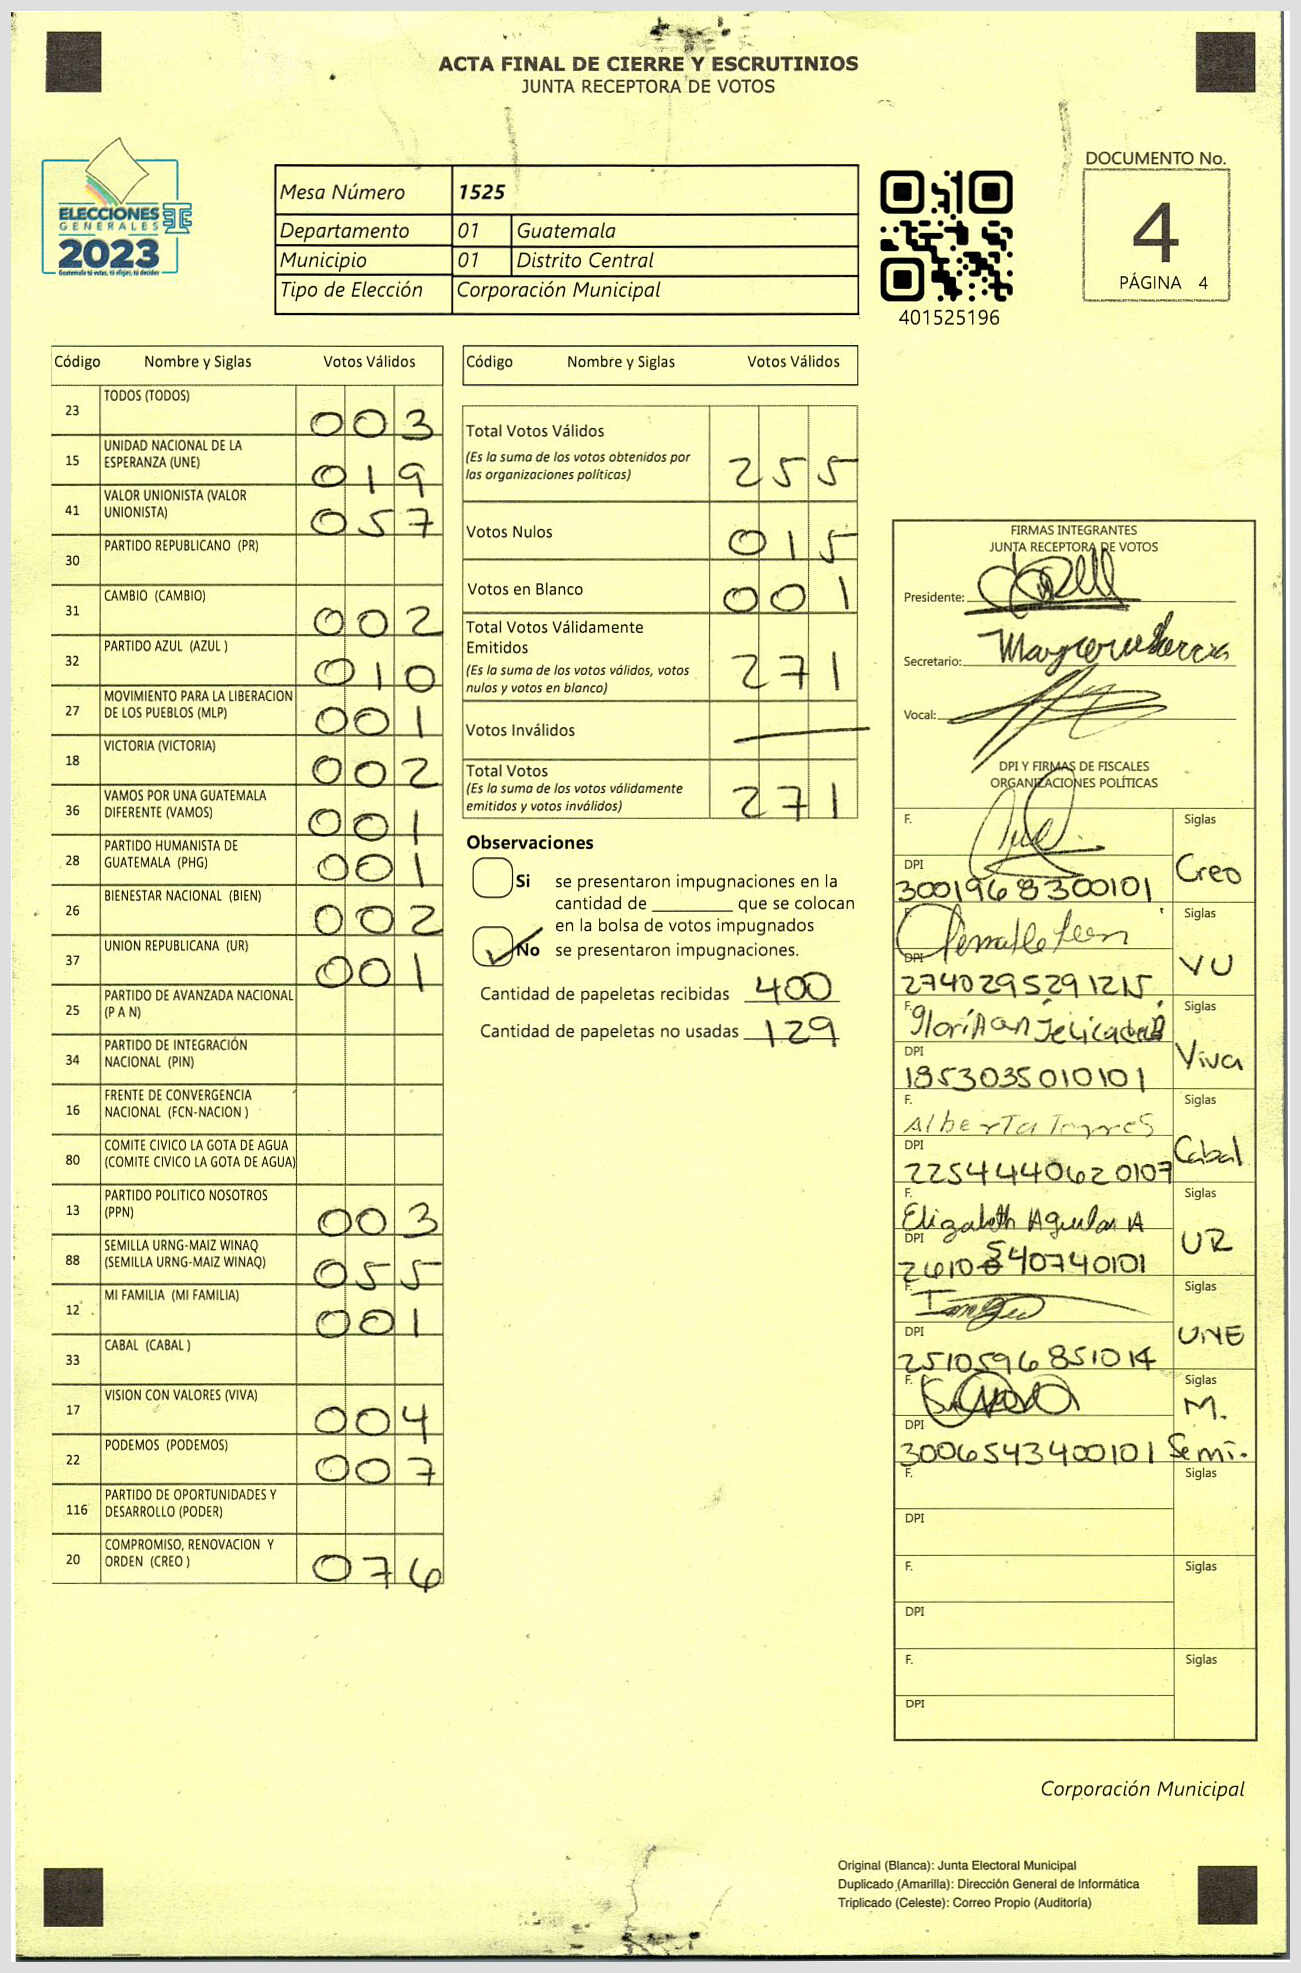 ACTA FINAL DE CIERRE Y ESCRUTINIOS
JUNTA RECEPTORA DE VOTOS
ELECCIONES
GENERALES
2023
Guatemala tú votas, tú eliges, tú decides
Mesa Número 1525
Departamento 01 Guatemala
Municipio 01 Distrito Central
Tipo de Elección Corporación Municipal
401525196
DOCUMENTO No.
4
PÁGINA 4
Código Nombre y Siglas Votos Válidos
23 TODOS (TODOS) 003
15 UNIDAD NACIONAL DE LA
ESPERANZA (UNE) 019
41 VALOR UNIONISTA (VALOR
UNIONISTA) 057
30 PARTIDO REPUBLICANO (PR)
31 CAMBIO (CAMBIO) 002
32 PARTIDO AZUL (AZUL ) 010
27 MOVIMIENTO PARA LA LIBERACION
DE LOS PUEBLOS (MLP) 001
18 VICTORIA (VICTORIA) 002
36 VAMOS POR UNA GUATEMALA
DIFERENTE (VAMOS) 001
28 PARTIDO HUMANISTA DE
GUATEMALA (PHG) 001
26 BIENESTAR NACIONAL (BIEN) 002
37 UNION REPUBLICANA (UR) 001
25 PARTIDO DE AVANZADA NACIONAL
(P A N)
34 PARTIDO DE INTEGRACIÓN
NACIONAL (PIN)
16 FRENTE DE CONVERGENCIA
NACIONAL (FCN-NACION )
80 COMITE CIVICO LA GOTA DE AGUA
(COMITE CIVICO LA GOTA DE AGUA)
13 PARTIDO POLITICO NOSOTROS
(PPN) 003
88 SEMILLA URNG-MAIZ WINAQ
(SEMILLA URNG-MAIZ WINAQ) 055
12 MI FAMILIA (MI FAMILIA) 001
33 CABAL (CABAL )
17 VISION CON VALORES (VIVA) 004
22 PODEMOS (PODEMOS) 007
116 PARTIDO DE OPORTUNIDADES Y
DESARROLLO (PODER)
20 COMPROMISO, RENOVACION Y
ORDEN (CREO ) 076
Código Nombre y Siglas Votos Válidos
Total Votos Válidos
(Es la suma de los votos obtenidos por
las organizaciones políticas) 255
Votos Nulos 015
Votos en Blanco 001
Total Votos Válidamente
Emitidos
(Es la suma de los votos válidos, votos
nulos y votos en blanco) 271
Votos Inválidos
Total Votos
(Es la suma de los votos válidamente
emitidos y votos inválidos) 271
Observaciones
Si se presentaron impugnaciones en la
cantidad de ________ que se colocan
en la bolsa de votos impugnados
No se presentaron impugnaciones.
Cantidad de papeletas recibidas 400
Cantidad de papeletas no usadas 129
FIRMAS INTEGRANTES
JUNTA RECEPTORA DE VOTOS
Presidente:
Secretario:
Vocal:
DPI Y FIRMAS DE FISCALES
ORGANIZACIONES POLÍTICAS
F. Siglas
DPI Creo
3001968300101
F. Siglas
DPI VU
2740295291215
F. Siglas
DPI Viva
1853035010101
F. Alberta Torres Siglas
DPI Cabal
2254440620107
F. Elizabeth Aguilar A Siglas
DPI UR
2610540740101
F. Siglas
DPI UNE
2510596851014
F. Siglas
DPI M.
3006543400101 Semi.
F. Siglas
DPI
F. Siglas
DPI
F. Siglas
DPI
Corporación Municipal
Original (Blanca): Junta Electoral Municipal
Duplicado (Amarilla): Dirección General de Informática
Triplicado (Celeste): Correo Propio (Auditoría)